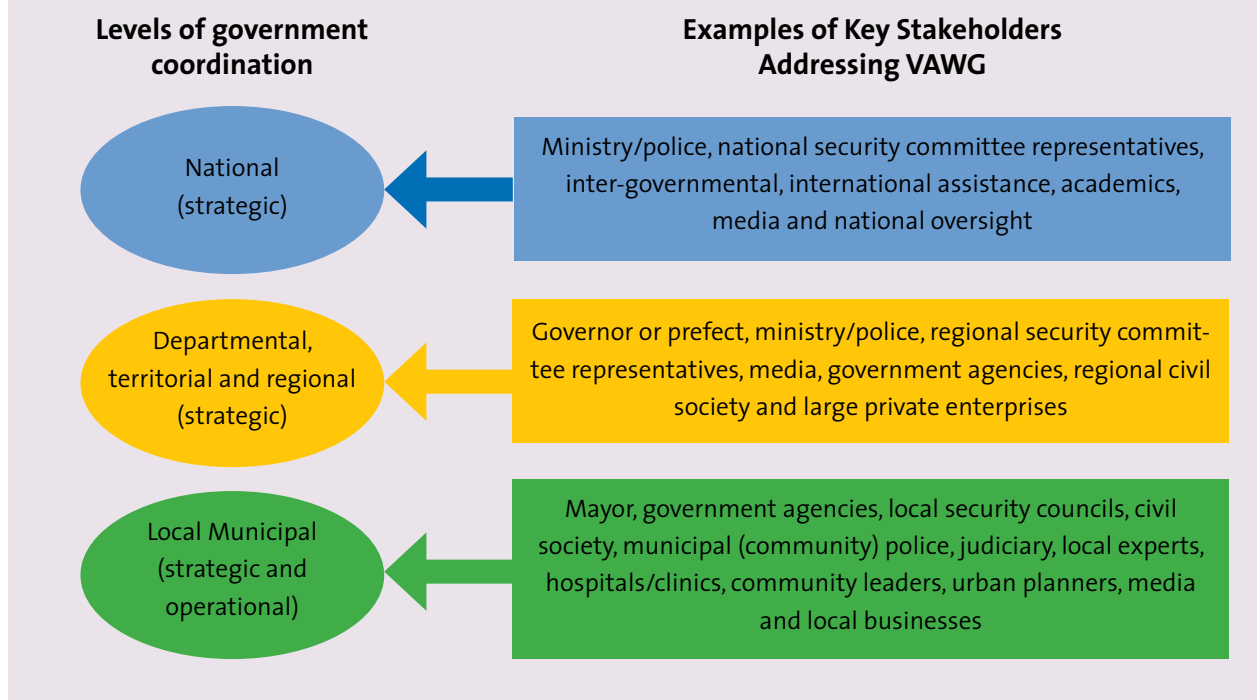 Levels of government
coordination
Examples of Key Stakeholders
Addressing VAWG
National
(strategic)
Ministry/police, national security committee representatives,
inter-governmental, international assistance, academics,
media and national oversight
Departmental,
territorial and regional
(strategic)
Governor or prefect, ministry/police, regional security commit-
tee representatives, media, government agencies, regional civil
society and large private enterprises
Local Municipal
(strategic and
operational)
Mayor, government agencies, local security councils, civil
society, municipal (community) police, judiciary, local experts,
hospitals/clinics, community leaders, urban planners, media
and local businesses